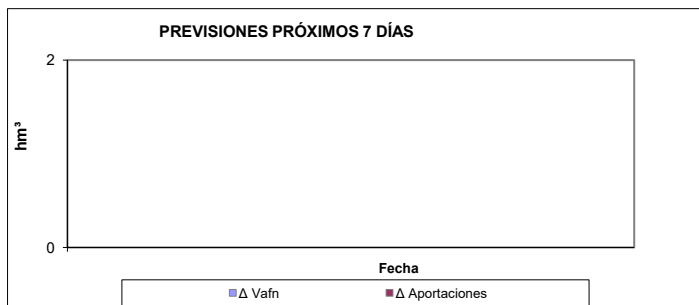 PREVISIONES PRÓXIMOS 7 DÍAS
2
hm³
0
Fecha
Δ Vafn
Δ Aportaciones